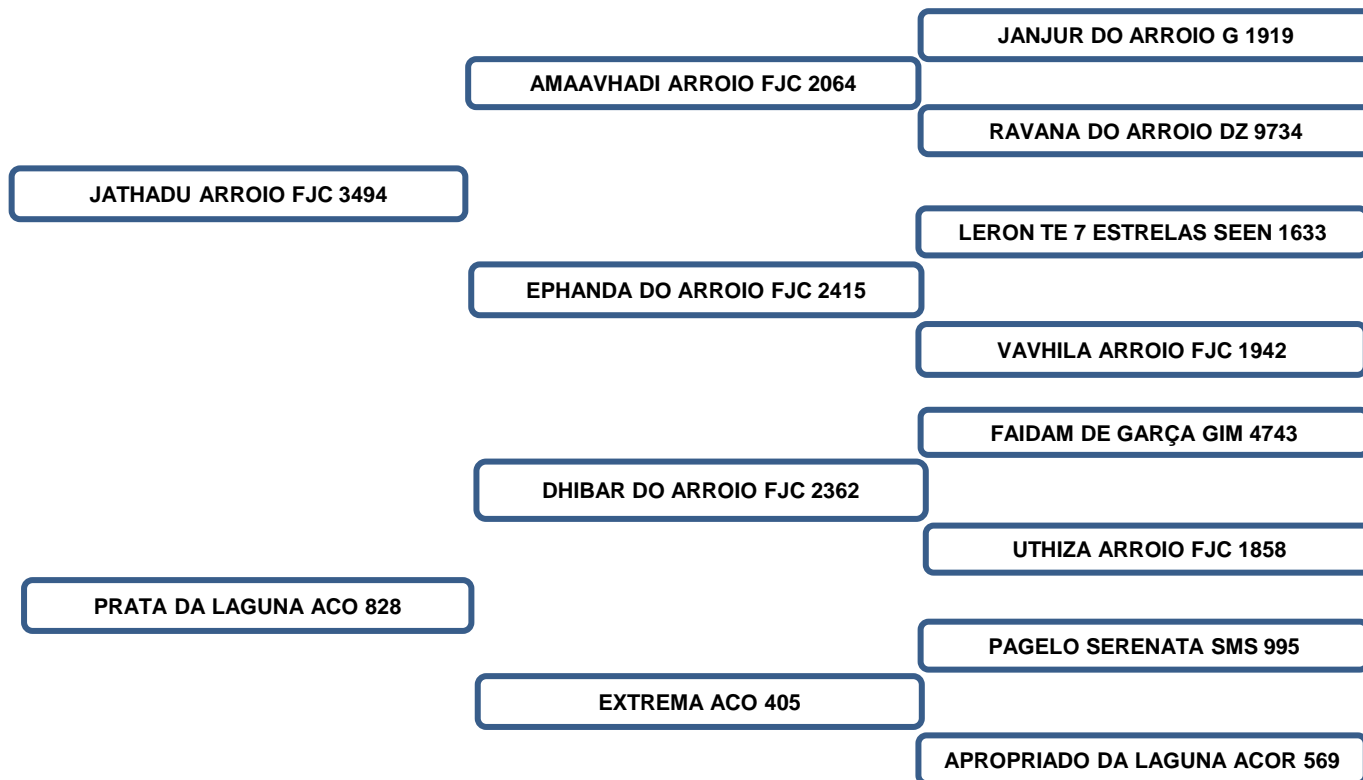 JANJUR DO ARROIO G 1919
AMAAVHADI ARROIO FJC 2064
RAVANA DO ARROIO DZ 9734
JATHADU ARROIO FJC 3494
LERON TE 7 ESTRELAS SEEN 1633
EPHANDA DO ARROIO FJC 2415
VAVHILA ARROIO FJC 1942
FAIDAM DE GARÇA GIM 4743
DHIBAR DO ARROIO FJC 2362
UTHIZA ARROIO FJC 1858
PRATA DA LAGUNA ACO 828
PAGELO SERENATA SMS 995
EXTREMA ACO 405
APROPRIADO DA LAGUNA ACOR 569